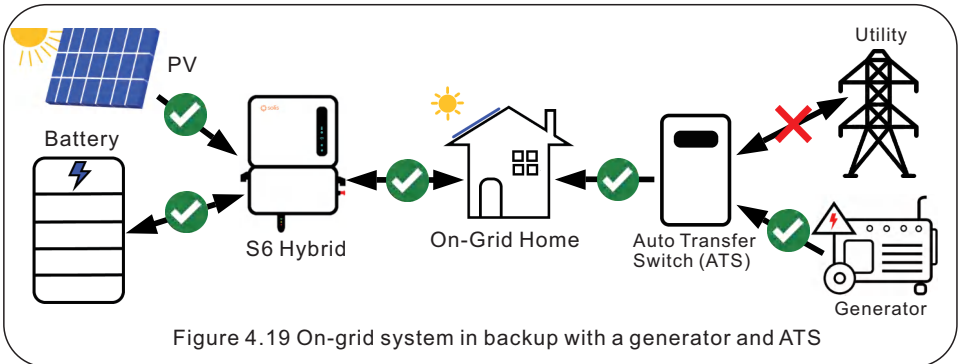 Utility
PV
Battery
solis
S6 Hybrid
On-Grid Home
Auto Transfer
Switch (ATS)
Generator
Figure 4.19 On-grid system in backup with a generator and ATS